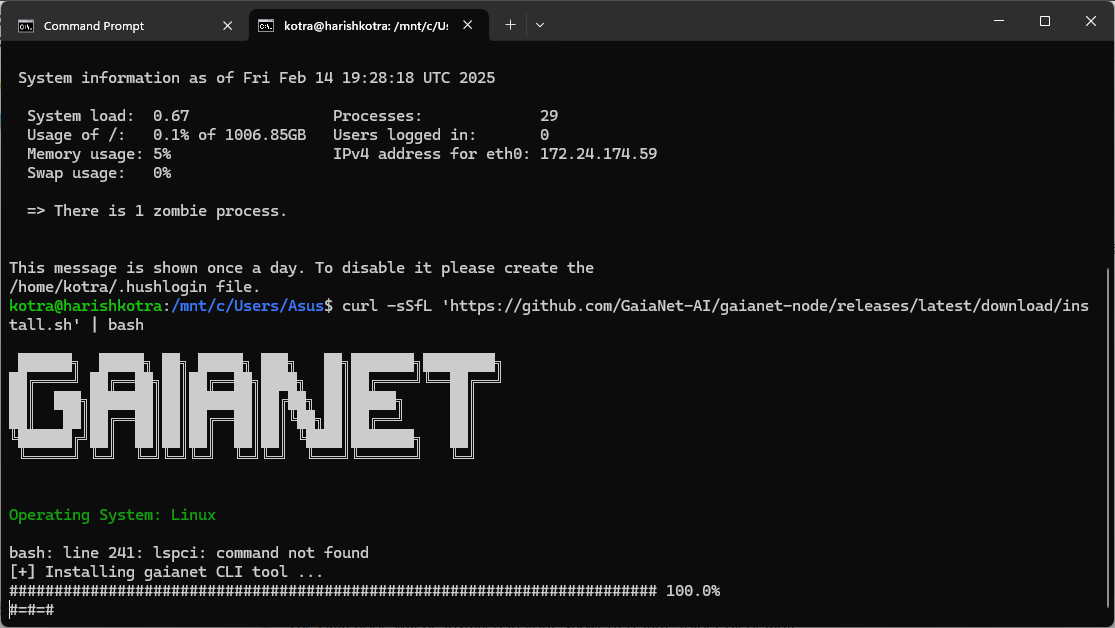 Command Prompt
kotra@harishkotra: /mnt/c/Us
System information as of Fri Feb 14 19:28:18 UTC 2025
System load:  0.67                Processes:             29
Usage of /:   0.1% of 1006.85GB   Users logged in:       0
Memory usage: 5%                  IPv4 address for eth0: 172.24.174.59
Swap usage:   0%
=> There is 1 zombie process.
This message is shown once a day. To disable it please create the
/home/kotra/.hushlogin file.
kotra@harishkotra:/mnt/c/Users/Asus$ curl -sSfL 'https://github.com/GaiaNet-AI/gaianet-node/releases/latest/download/ins
tall.sh' | bash
GAIANET
Operating System: Linux
bash: line 241: lspci: command not found
[+] Installing gaianet CLI tool ...
######################################################################## 100.0%
#=#=#